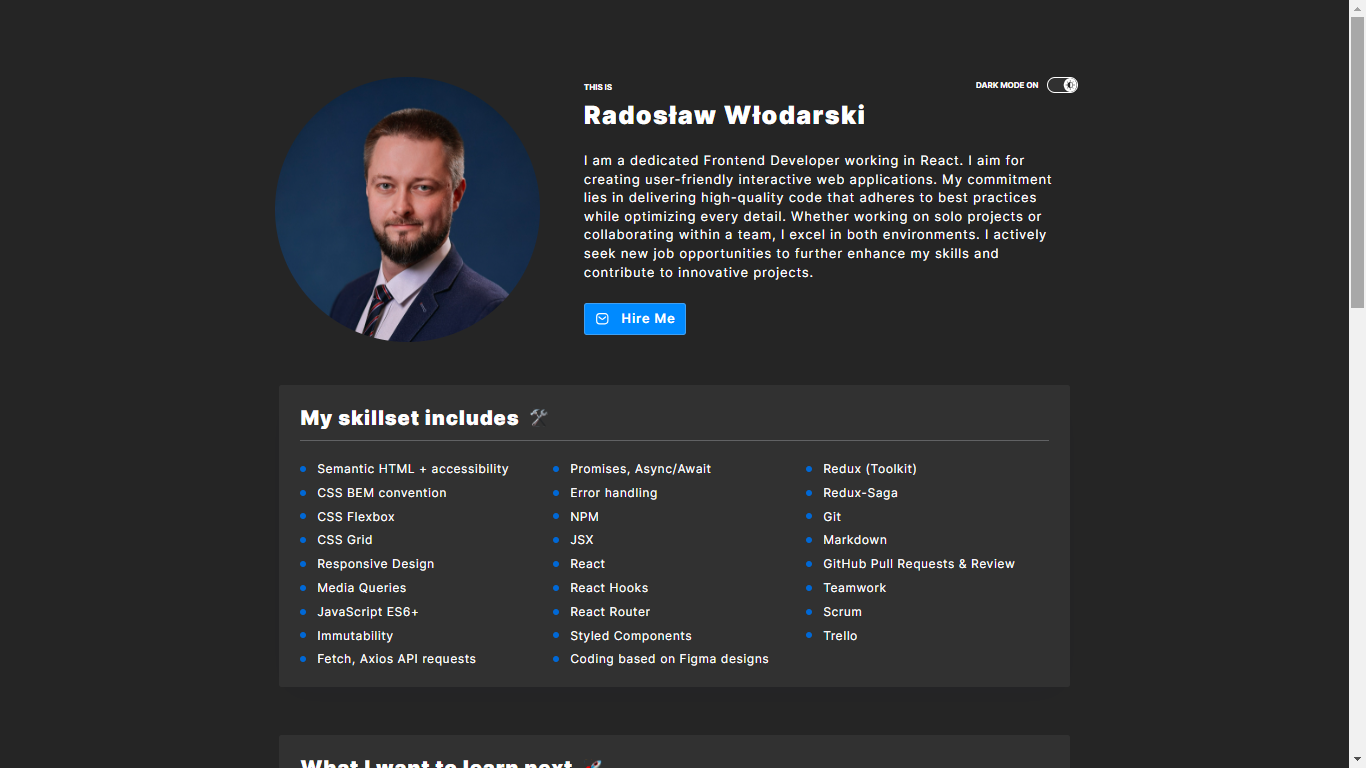 THIS IS
DARK MODE ON
Radosław Włodarski
I am a dedicated Frontend Developer working in React. I aim for
creating user-friendly interactive web applications. My commitment
lies in delivering high-quality code that adheres to best practices
while optimizing every detail. Whether working on solo projects or
collaborating within a team, I excel in both environments. I actively
seek new job opportunities to further enhance my skills and
contribute to innovative projects.
Hire Me
My skillset includes
Semantic HTML + accessibility
CSS BEM convention
CSS Flexbox
CSS Grid
Responsive Design
Media Queries
JavaScript ES6+
Immutability
Fetch, Axios API requests
Promises, Async/Await
Error handling
NPM
JSX
React
React Hooks
React Router
Styled Components
Coding based on Figma designs
Redux (Toolkit)
Redux-Saga
Git
Markdown
GitHub Pull Requests & Review
Teamwork
Scrum
Trello
What I want to learn next